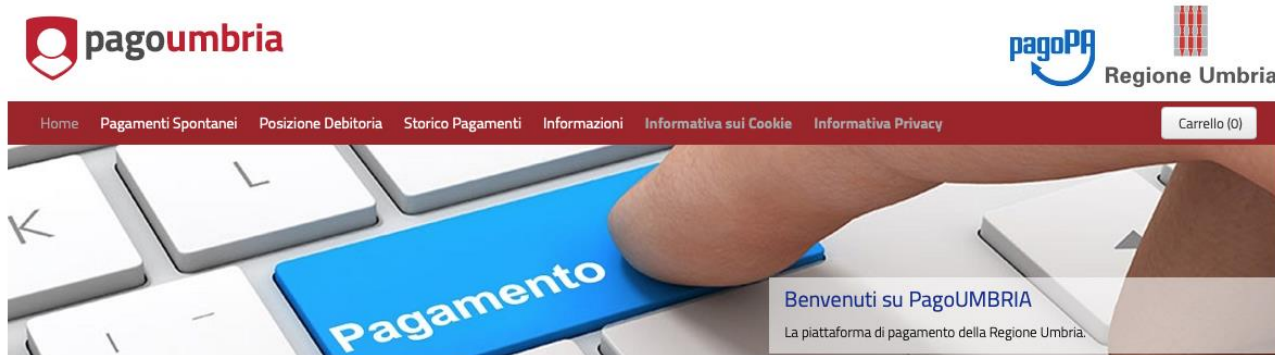 pagoumbria
pagoPA
Regione Umbria
Home Pagamenti Spontanei Posizione Debitoria Storico Pagamenti Informazioni Informativa sui Cookie Informativa Privacy Carrello (0)
K
L
I
Pagamento
Benvenuti su PagoUMBRIA
La piattaforma di pagamento della Regione Umbria.